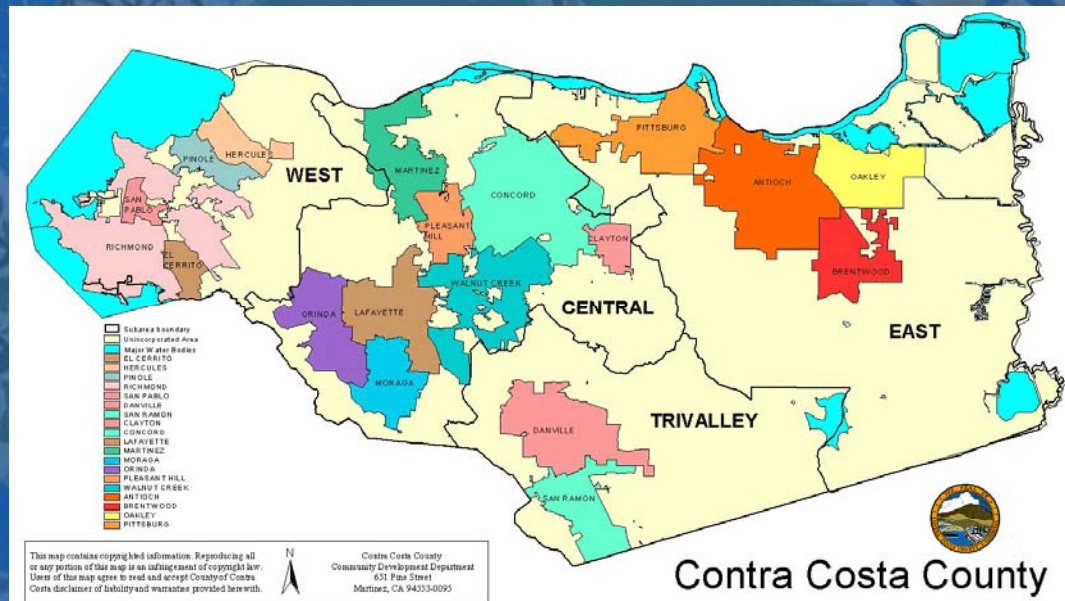 PITTSBURG
PINOLE
HERCULES
WEST
MARTINEZ
ANTIOCH
OAKLEY
CONCORD
SAN
PABLO
PLEASANT
HILL
CLAYTON
RICHMOND
EL
CERRITO
BRENTWOOD
WALNUT CREEK
ORINDA
LAFAYETTE
CENTRAL
EAST
MORAGA
TRIVALLEY
DANVILLE
SAN RAMON
Subarea boundary
Unincorporated Area
Major Water Bodies
EL CERRITO
HERCULES
PINOLE
RICHMOND
SAN PABLO
DANVILLE
SAN RAMON
CLAYTON
CONCORD
LAFAYETTE
MARTINEZ
MORAGA
ORINDA
PLEASANT HILL
WALNUT CREEK
ANTIOCH
BRENTWOOD
OAKLEY
PITTSBURG
This map contains copyrighted information. Reproducing all
or any portion of this map is an infringement of copyright law.
Users of this map agree to read and accept County of Contra
Costa disclaimer of liability and warranties provided herewith.
N
Contra Costa County
Community Development Department
651 Pine Street
Martinez, CA 94553-0095
Contra Costa County